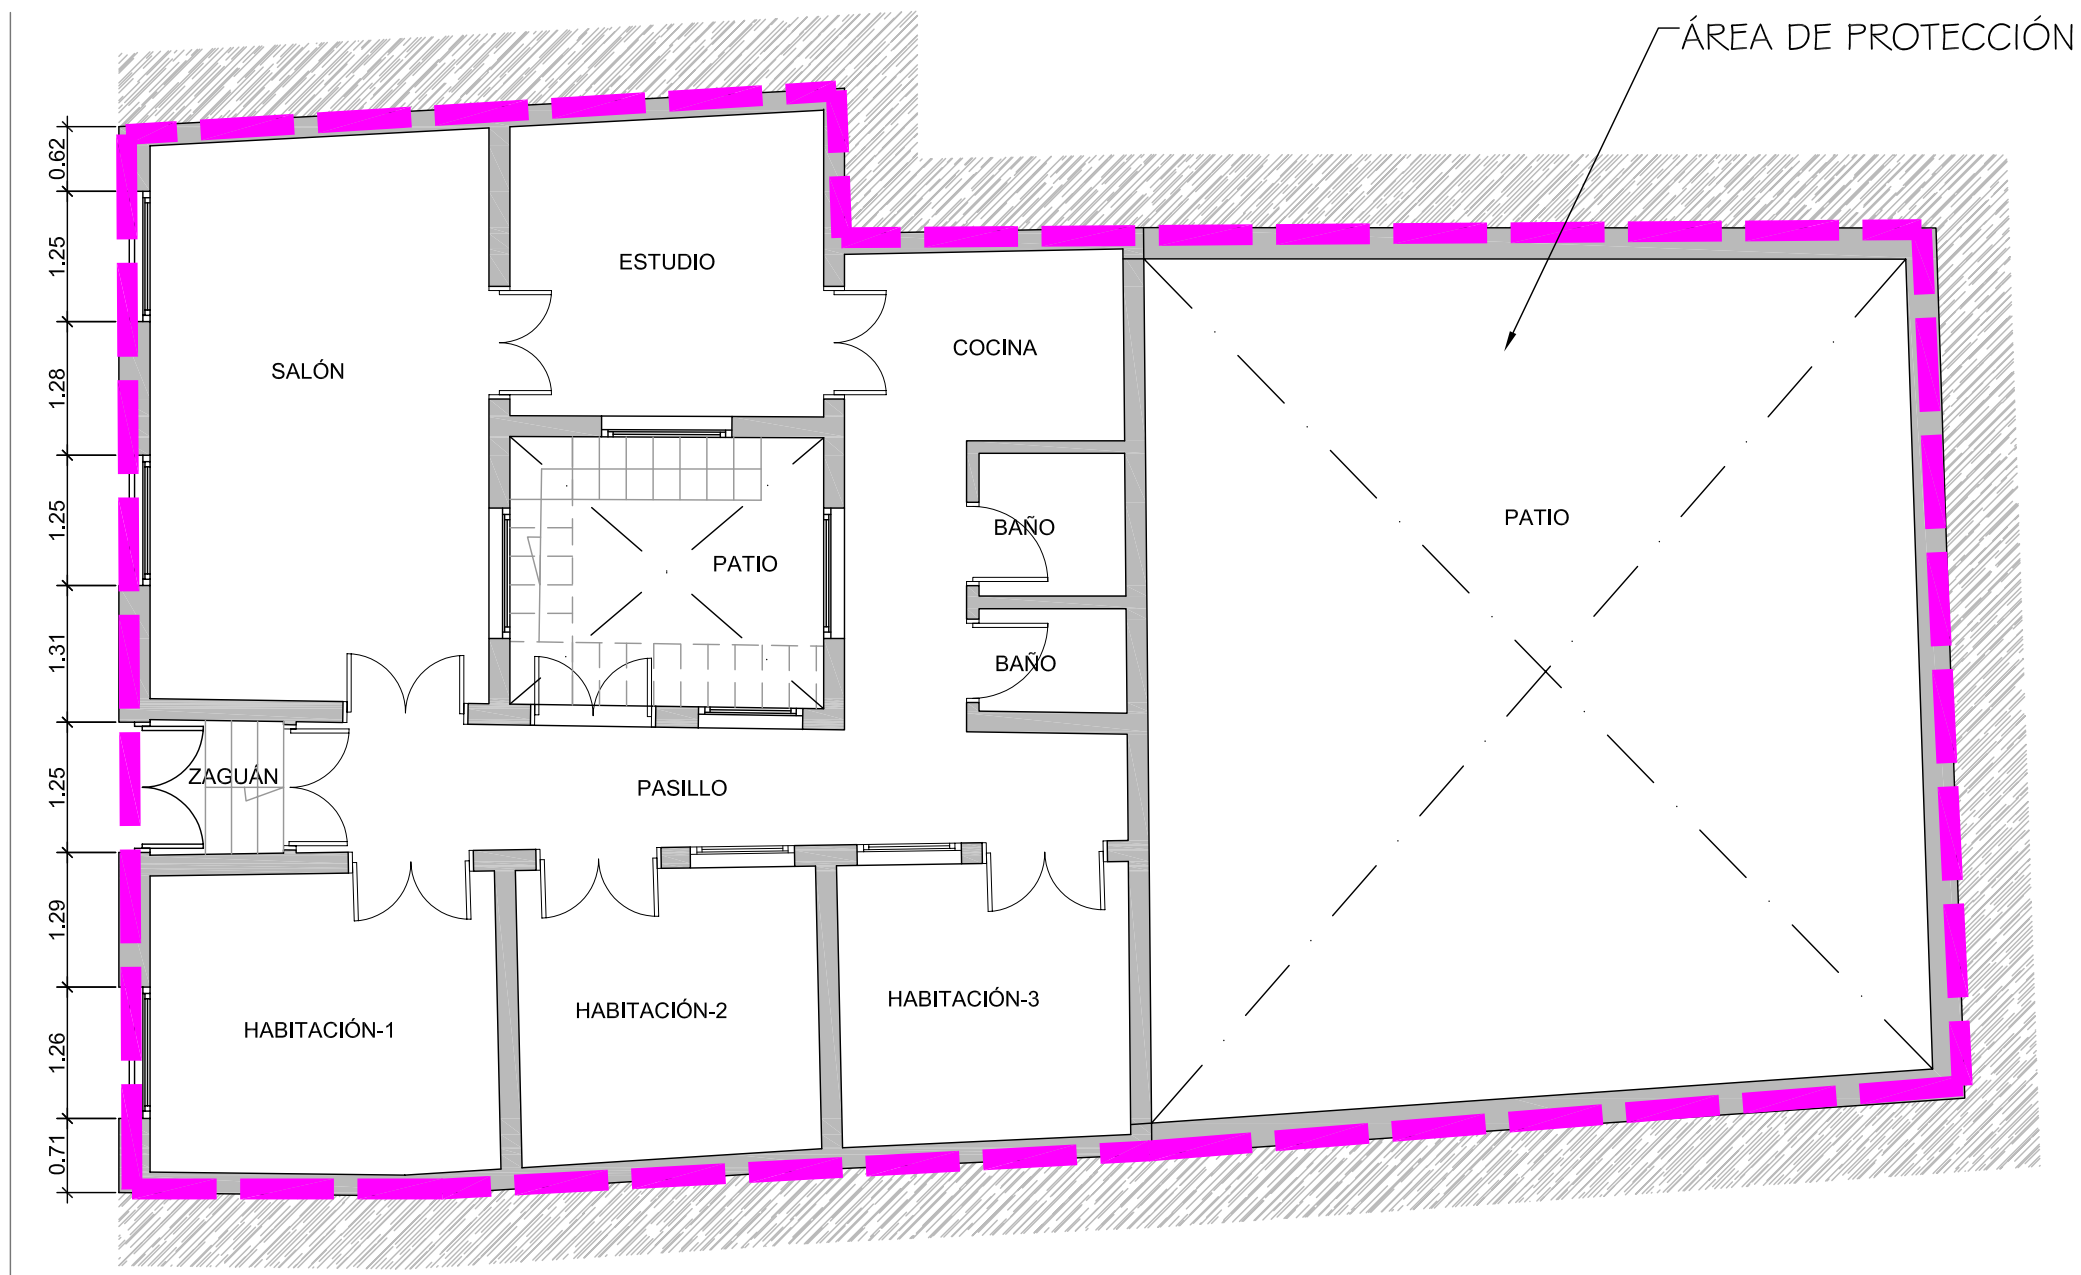 ÁREA DE PROTECCIÓN
0.62
1.25
1.28
1.25
1.31
1.25
1.29
1.26
0.71
ESTUDIO
COCINA
SALÓN
PATIO
BAÑO
PATIO
BAÑO
ZAGUÁN
PASILLO
HABITACIÓN-3
HABITACIÓN-2
HABITACIÓN-1